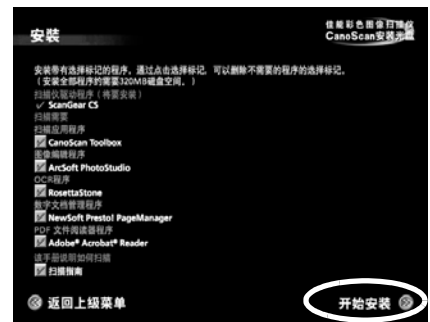 安装
佳能彩色图像扫描仪
CanoScan安装光盘
安装带有选择标记的程序。通过点击选择标记，可以删除不需要的程序的选择标记。
（安装全部程序约需要320MB磁盘空间。）
扫描仪驱动程序（将要安装）
ScanGear CS
扫描需要
扫描应用程序
CanoScan Toolbox
图像编辑程序
ArcSoft PhotoStudio
OCR程序
RosettaStone
数字文档管理程序
NewSoft Presto! PageManager
PDF 文件阅读器程序
Adobe® Acrobat® Reader
该手册说明如何扫描
扫描指南
返回上级菜单
开始安装